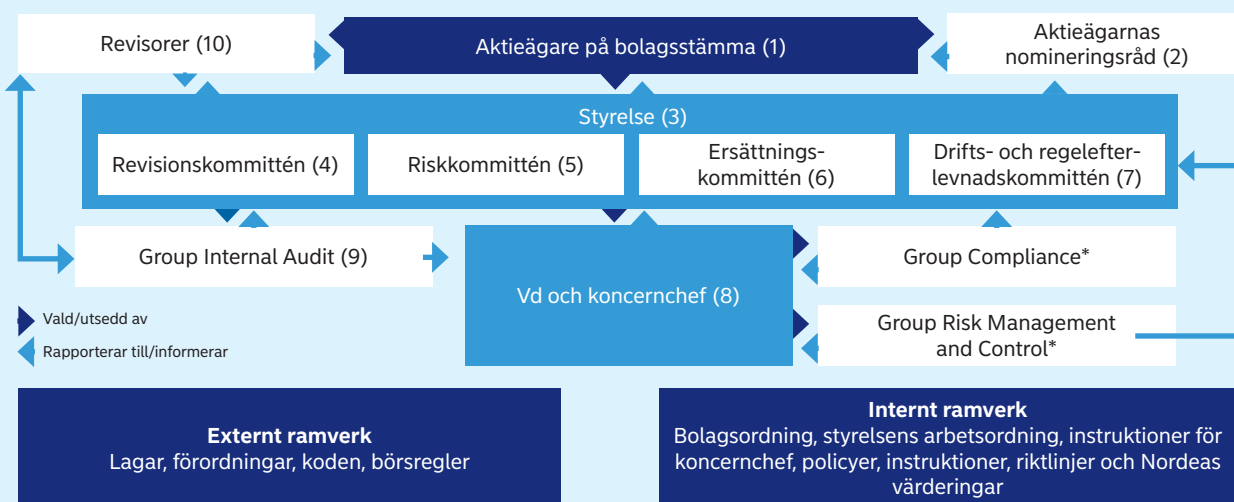 Revisorer (10)
Aktieägare på bolagsstämma (1)
Aktieägarnas
nomineringsråd (2)
Styrelse (3)
Revisionskommittén (4)
Riskkommittén (5)
Ersättnings-
kommittén (6)
Drifts- och regelefter-
levnadskommittén (7)
Group Internal Audit (9)
Vd och koncernchef (8)
Group Compliance*
Group Risk Management
and Control*
Vald/utsedd av
Rapporterar till/informerar
Externt ramverk
Lagar, förordningar, koden, börsregler
Internt ramverk
Bolagsordning, styrelsens arbetsordning, instruktioner för
koncernchef, policyer, instruktioner, riktlinjer och Nordeas
värderingar